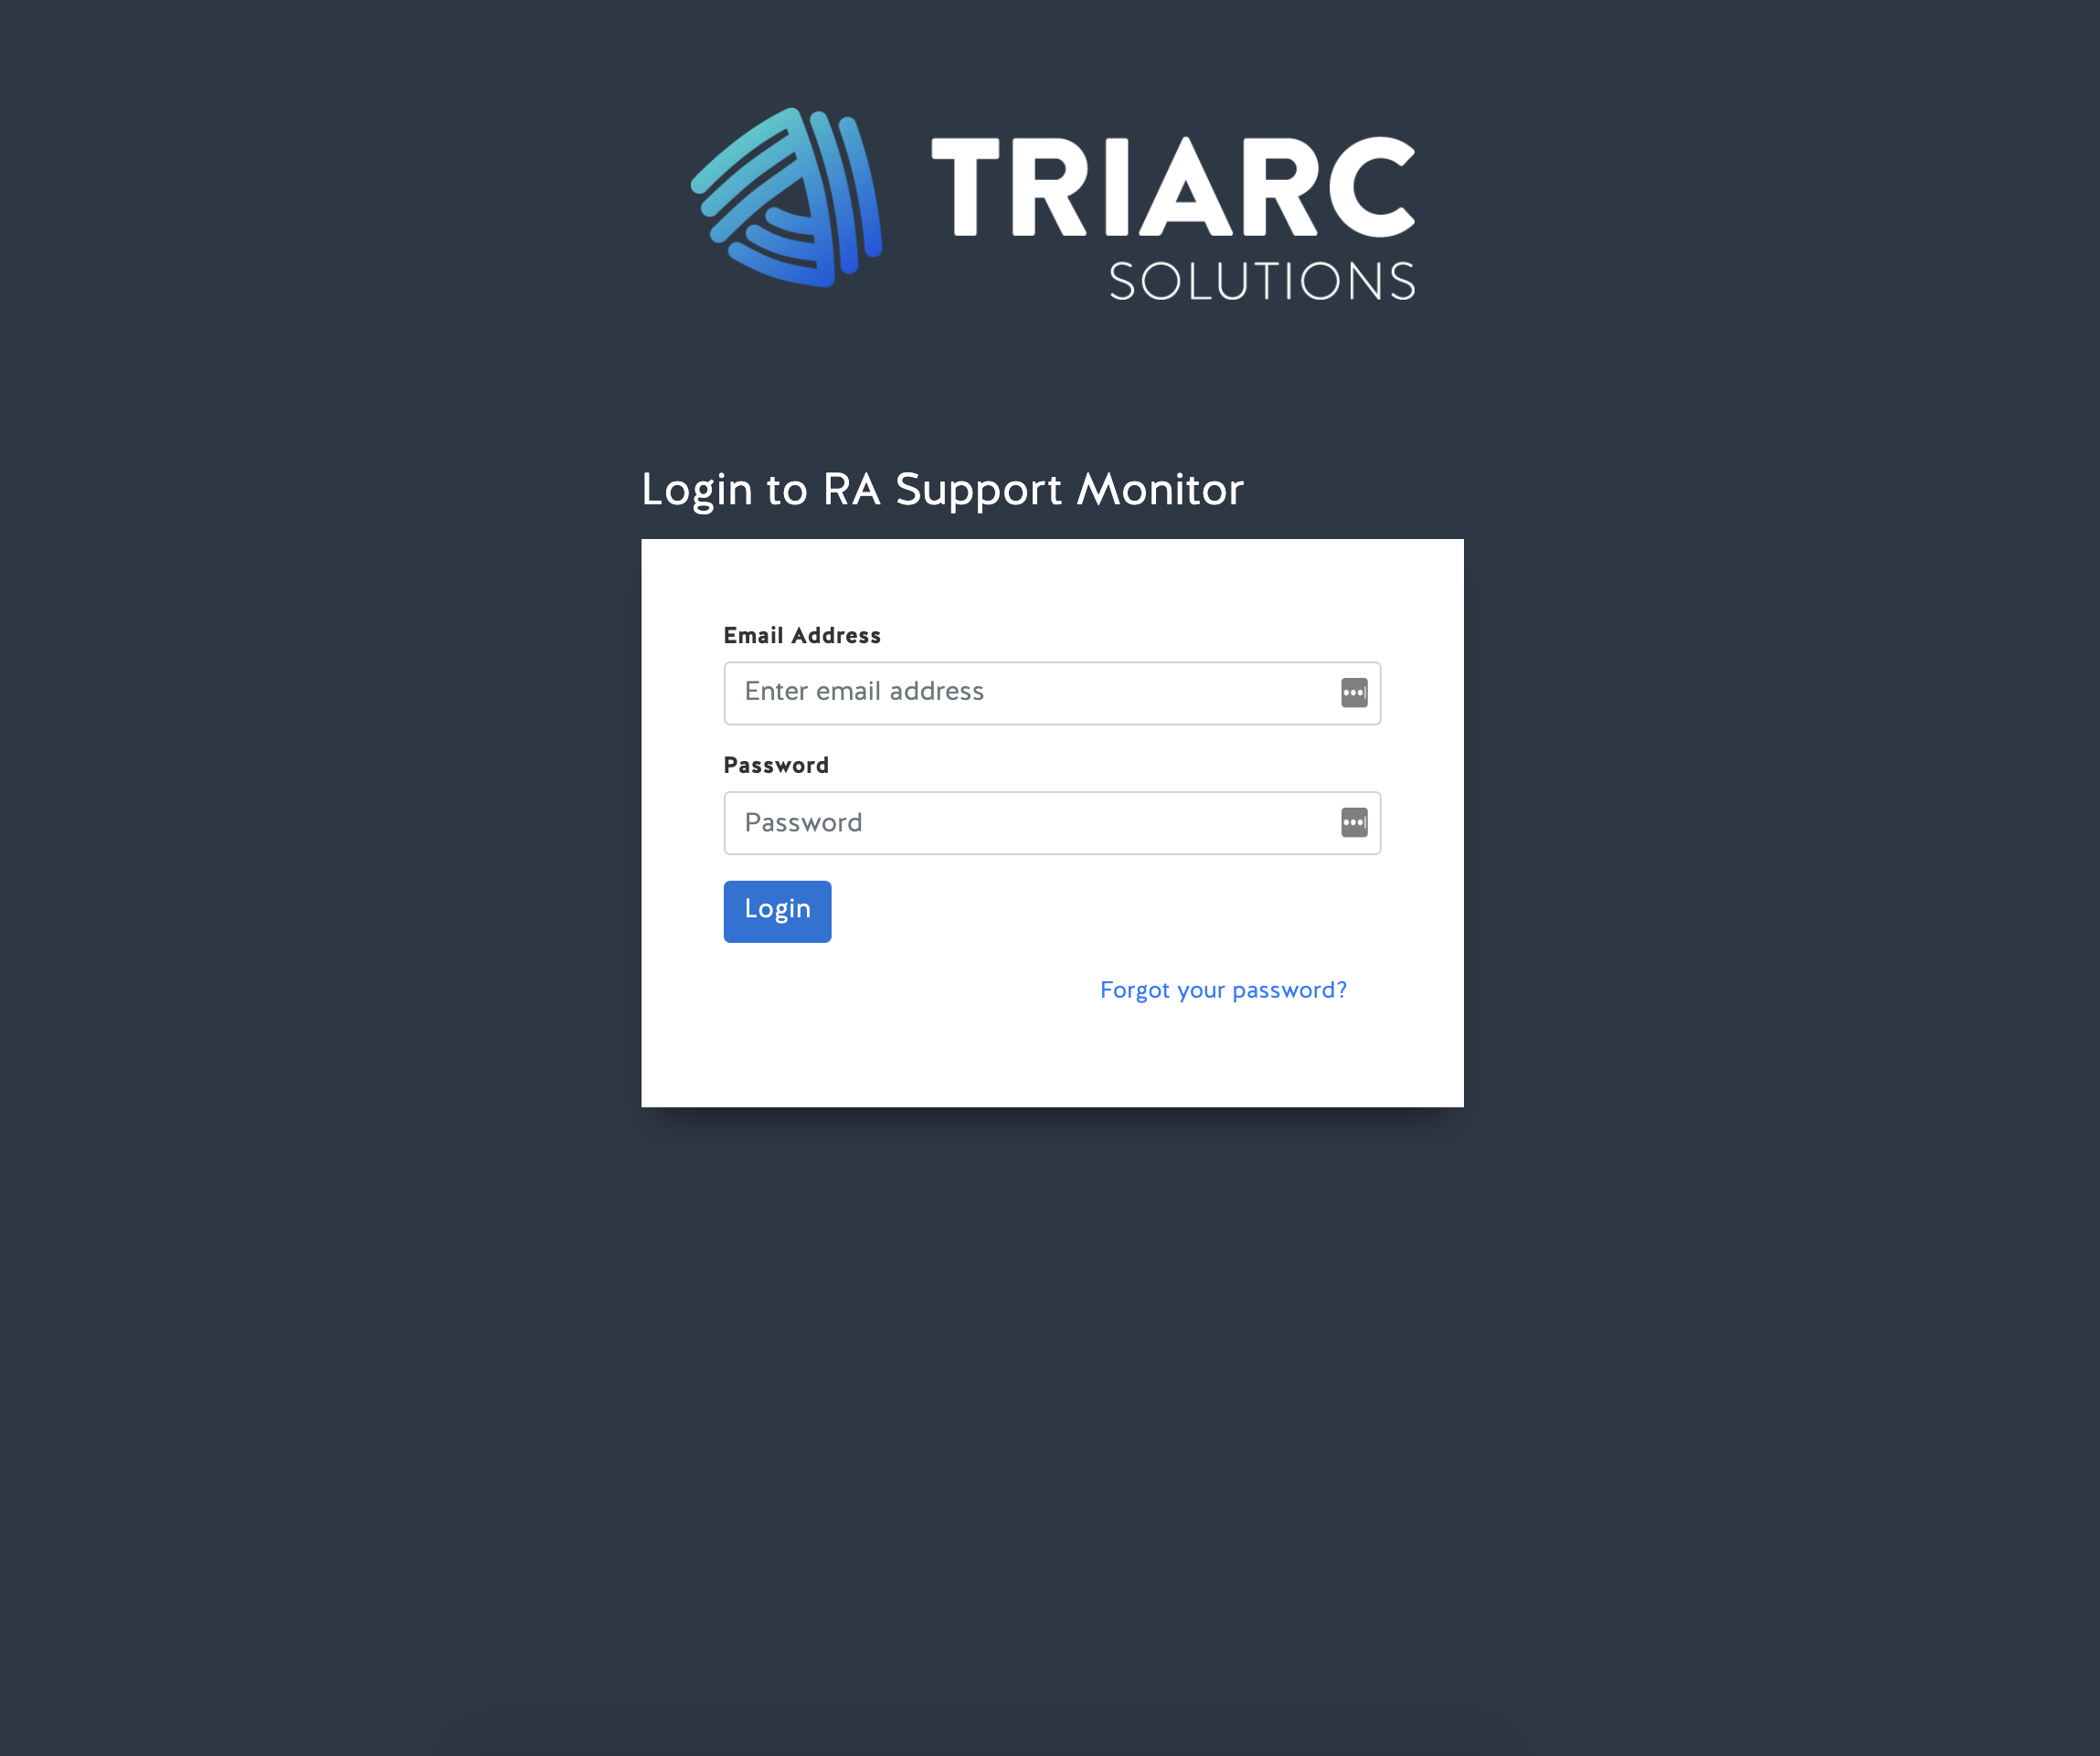 TRIARC
SOLUTIONS
Login to RA Support Monitor
Email Address
Enter email address
Password
Password
Login
Forgot your password?